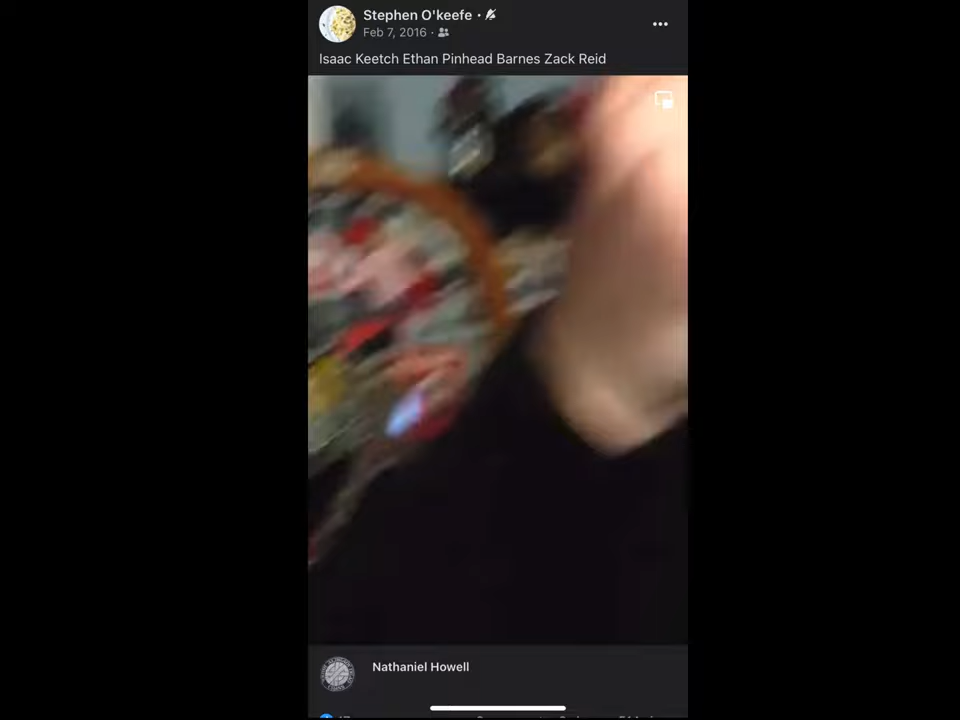 Stephen O'keefe ·
Feb 7, 2016 ·
Isaac Keetch Ethan Pinhead Barnes Zack Reid
Nathaniel Howell